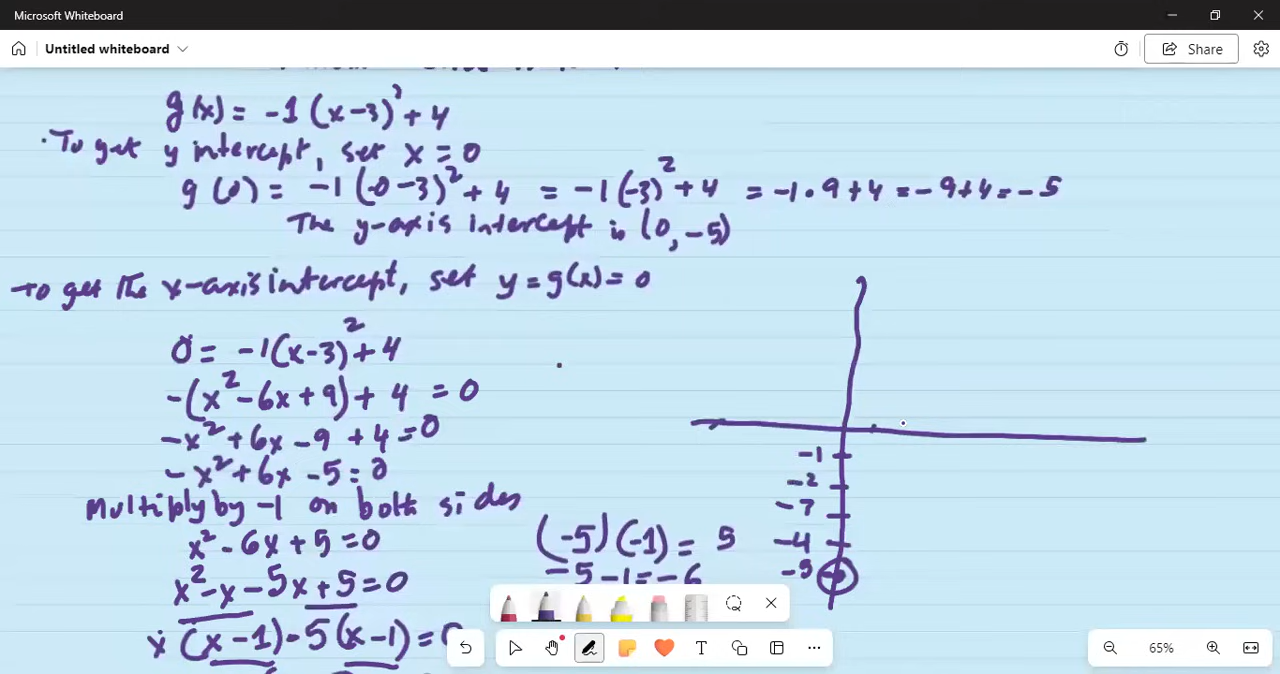 Microsoft Whiteboard
Untitled whiteboard
Share
g(x) = -1(x-3)² + 4
.To get y intercept, set x = 0
g(0) = -1(-0-3)² + 4 = -1(-3)² + 4 = -1 • 9 + 4 = -9+4 = -5
The y-axis intercept is (0, -5)
To get the x-axis intercept, set y = g(x) = 0
0 = -1(x-3)² + 4
-(x² - 6x + 9) + 4 = 0
-x² + 6x - 9 + 4 = 0
-x² + 6x - 5 = 0
Multiply by -1 on both sides
x² - 6x + 5 = 0
x² - x - 5x + 5 = 0
x(x-1) - 5(x-1) = 0
(-5)(-1) = 5
-5 - 1 = -6
-1
-2
-7
-4
-5
65%